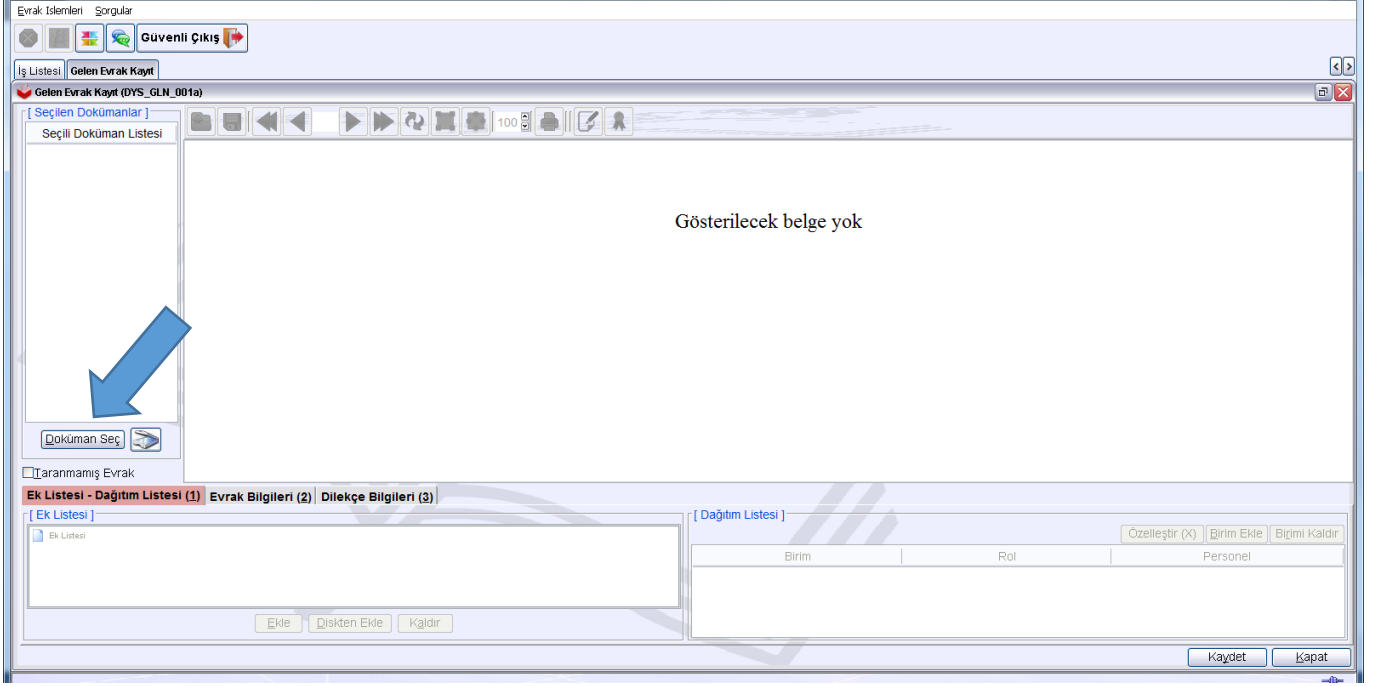 Evrak İslemleri Sorgular
Güvenli Çıkış
İş Listesi Gelen Evrak Kayıt
Gelen Evrak Kayıt (DYS_GLN_001a)
[ Seçilen Dokümanlar ]
Seçili Doküman Listesi
100
Gösterilecek belge yok
Doküman Seç
Taranmamış Evrak
Ek Listesi - Dağıtım Listesi (1) Evrak Bilgileri (2) Dilekçe Bilgileri (3)
[ Ek Listesi ]
Ek Listesi
Ekle Diskten Ekle Kaldır
[ Dağıtım Listesi ]
Özelleştir (X) Birim Ekle Birimi Kaldır
Birim Rol Personel
Kaydet Kapat